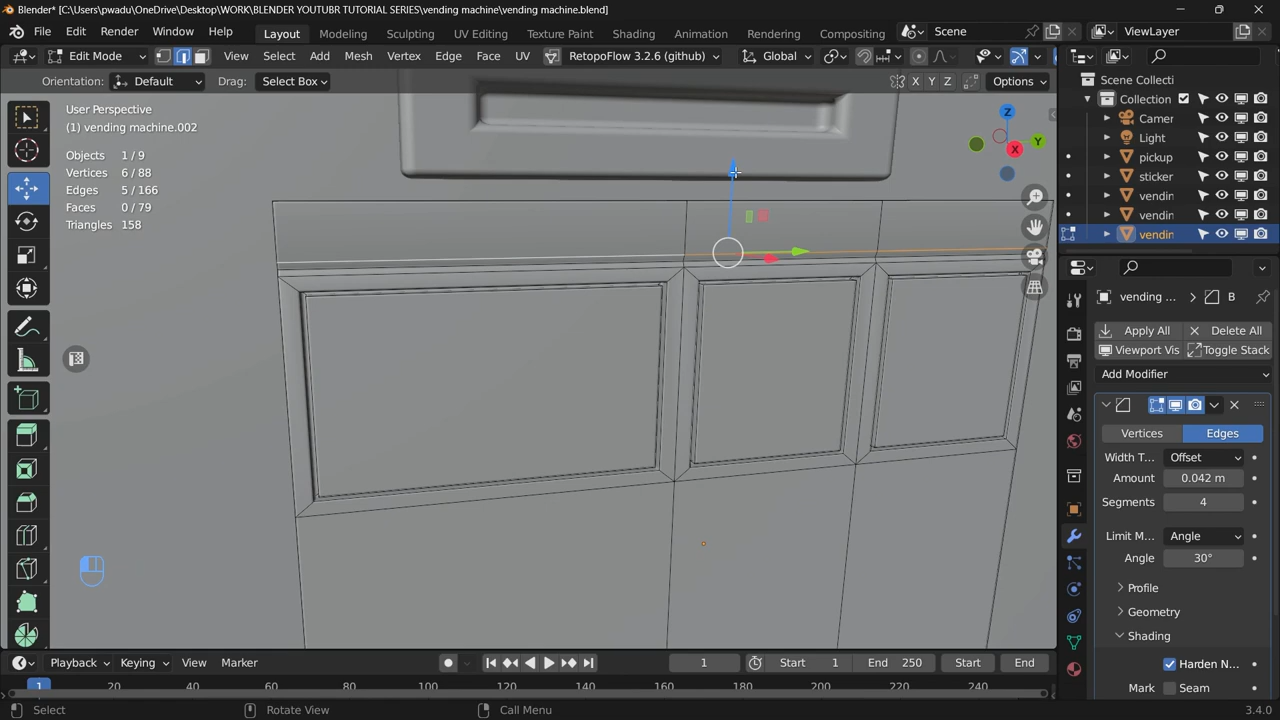 Blender* [C:\Users\pwadu\OneDrive\Desktop\WORK\BLENDER YOUTUBR TUTORIAL SERIES\vending machine\vending machine.blend]
File Edit Render Window Help Layout Modeling Sculpting UV Editing Texture Paint Shading Animation Rendering Compositing Scene ViewLayer
Edit Mode View Select Add Mesh Vertex Edge Face UV RetopoFlow 3.2.6 (github) Global
Orientation: Default Drag: Select Box X Y Z Options
User Perspective
(1) vending machine.002
Objects 1/9
Vertices 6/88
Edges 5/166
Faces 0/79
Triangles 158
Z
Y
X
Scene Collecti
Collection
Camer
Light
pickup
sticker
vendin
vendin
vendin
vending ... B
Apply All Delete All
Viewport Vis Toggle Stack
Add Modifier
Vertices Edges
Width T... Offset
Amount 0.042 m
Segments 4
Limit M... Angle
Angle 30°
Profile
Geometry
Shading
Harden N...
Mark Seam
Playback Keying View Marker 1 Start 1 End 250 Start End
1 20 40 60 80 100 120 140 160 180 200 220 240
Select Rotate View Call Menu 3.4.0